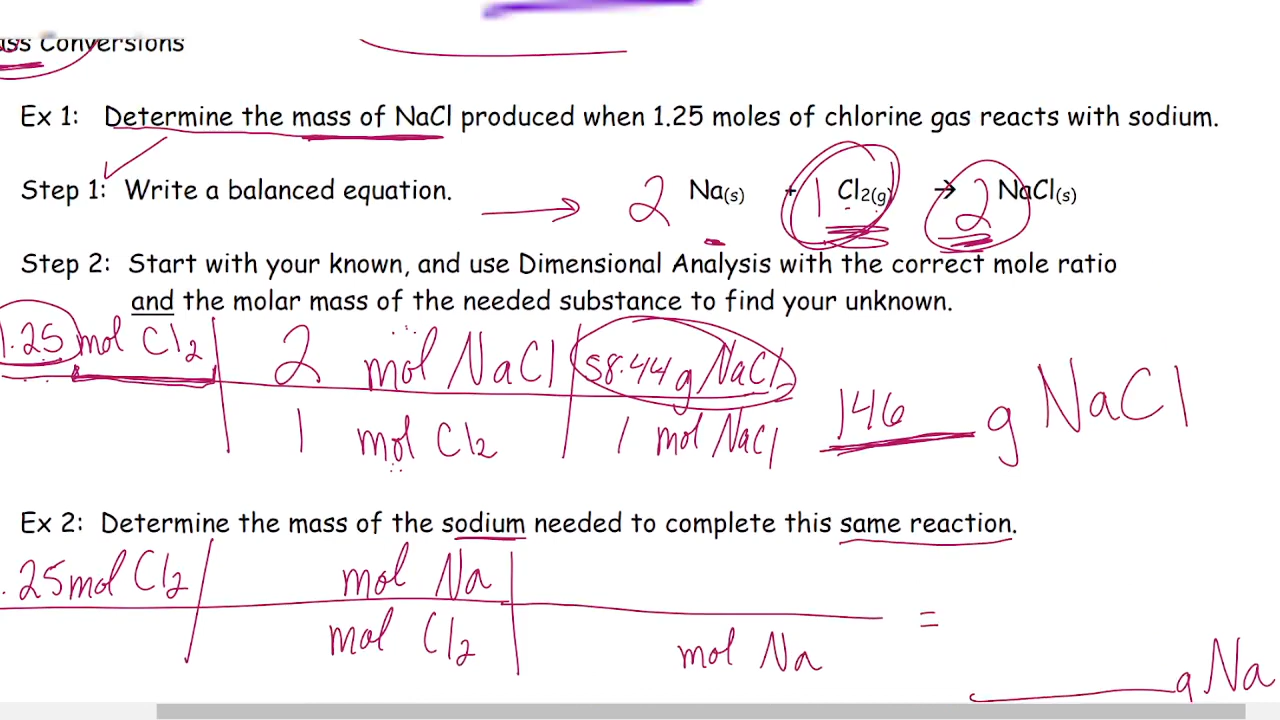 ass Conversions
Ex 1: Determine the mass of NaCl produced when 1.25 moles of chlorine gas reacts with sodium.
Step 1: Write a balanced equation. → 2 Na(s) + 1 Cl2(g) → 2 NaCl(s)
Step 2: Start with your known, and use Dimensional Analysis with the correct mole ratio
and the molar mass of the needed substance to find your unknown.
1.25 mol Cl2 2 mol NaCl 58.44 g NaCl2
1 mol Cl2 1 mol NaCl 146 g NaCl
Ex 2: Determine the mass of the sodium needed to complete this same reaction.
.25 mol Cl2 mol Na
mol Cl2 mol Na = g Na